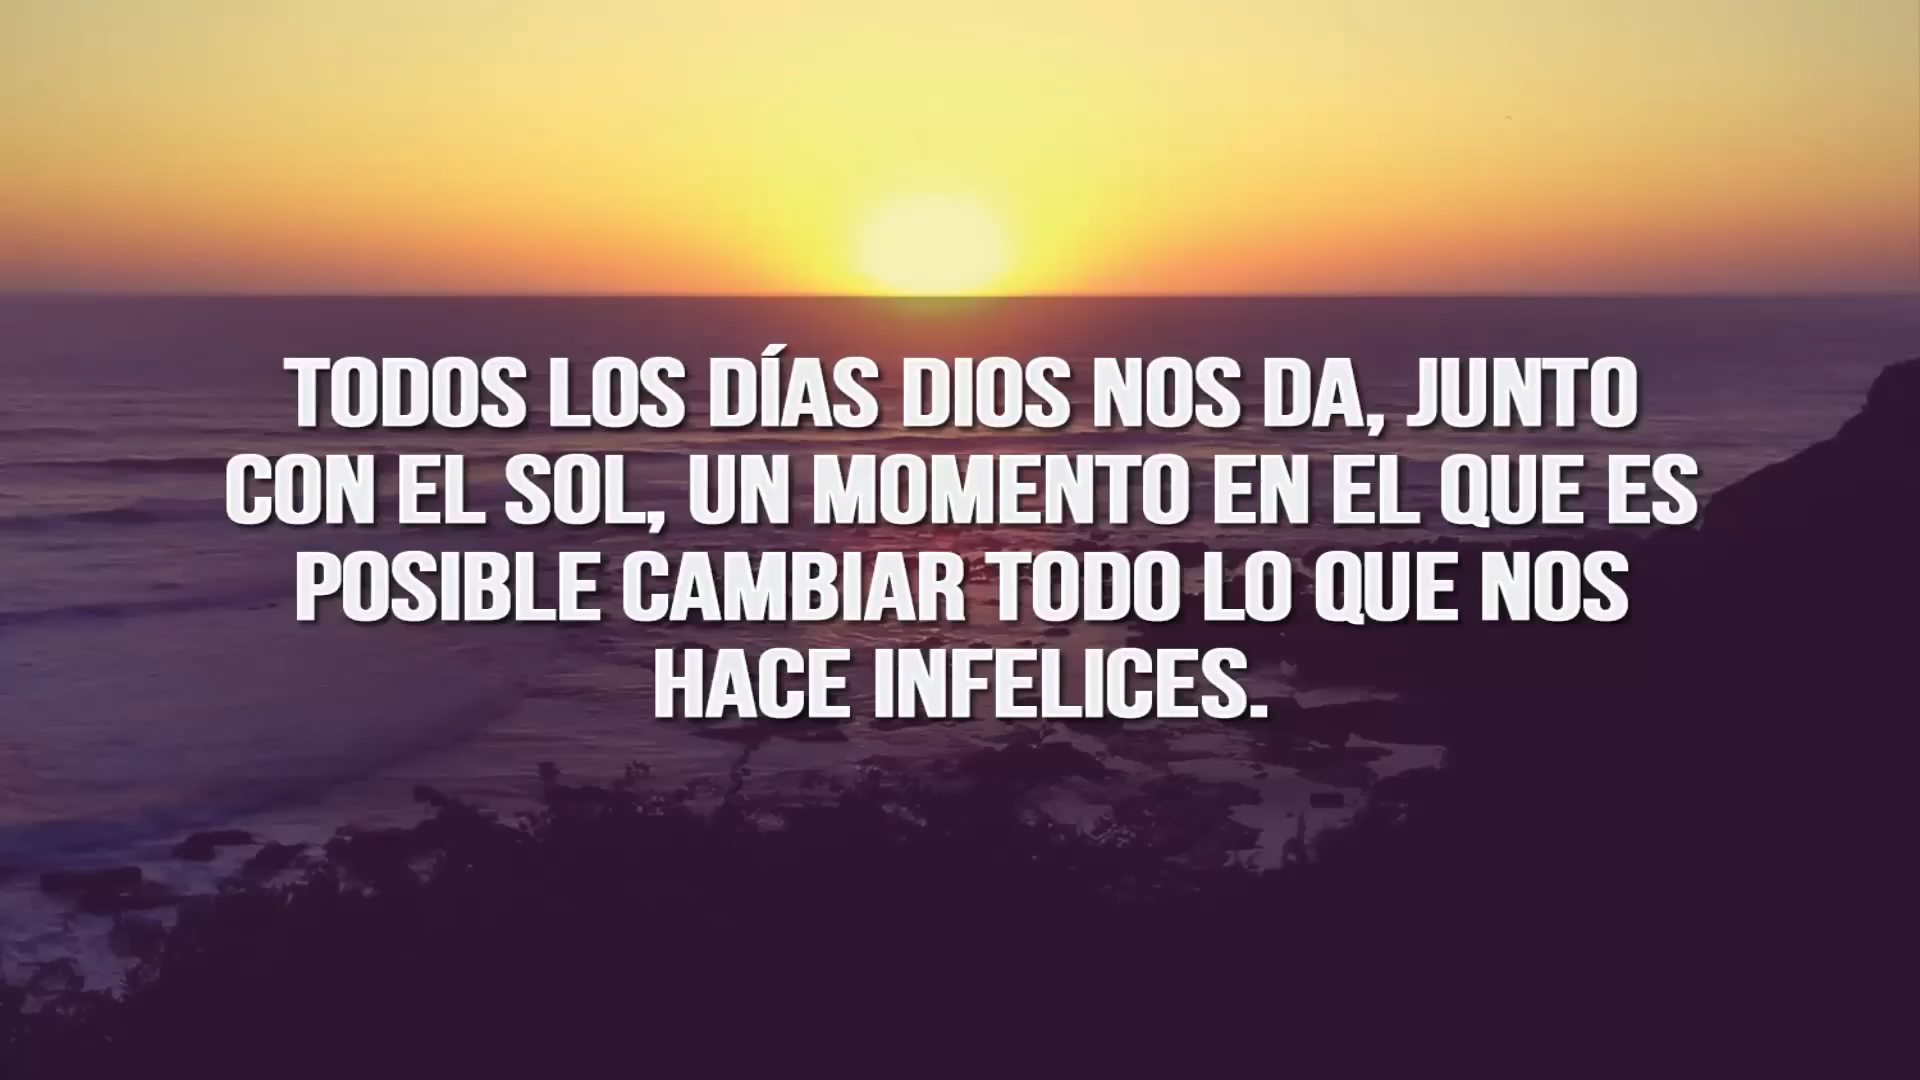 TODOS LOS DÍAS DIOS NOS DA, JUNTO
CON EL SOL, UN MOMENTO EN EL QUE ES
POSIBLE CAMBIAR TODO LO QUE NOS
HACE INFELICES.